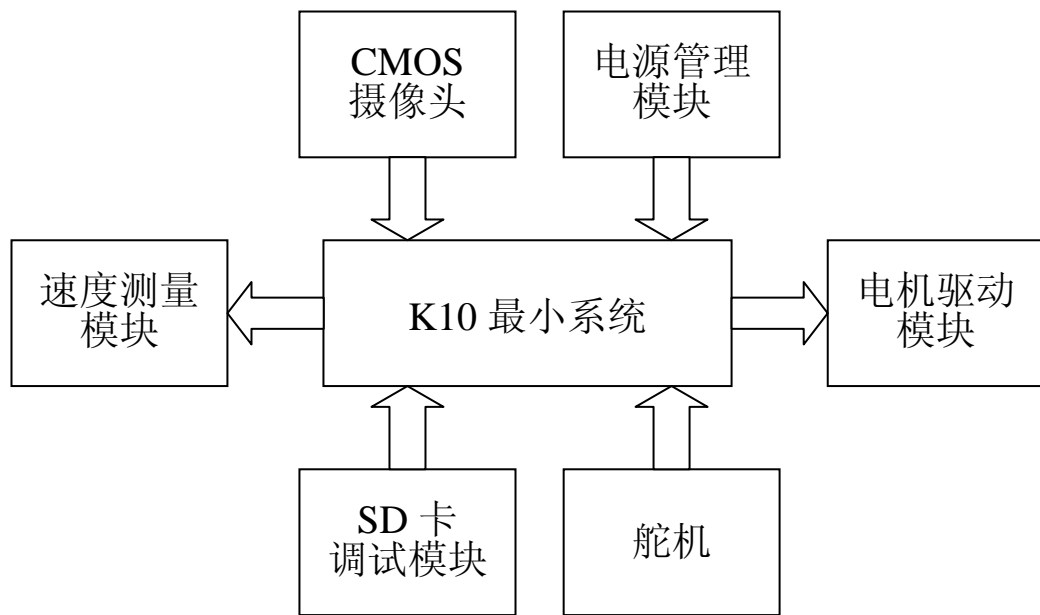 CMOS
摄像头
电源管理
模块
速度测量
模块
K10 最小系统
电机驱动
模块
SD 卡
调试模块
舵机